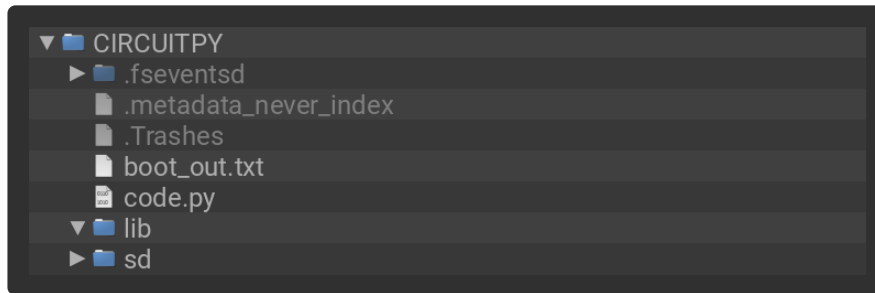 CIRCUITPY
.fseventsd
.metadata_never_index
.Trashes
boot_out.txt
code.py
lib
sd